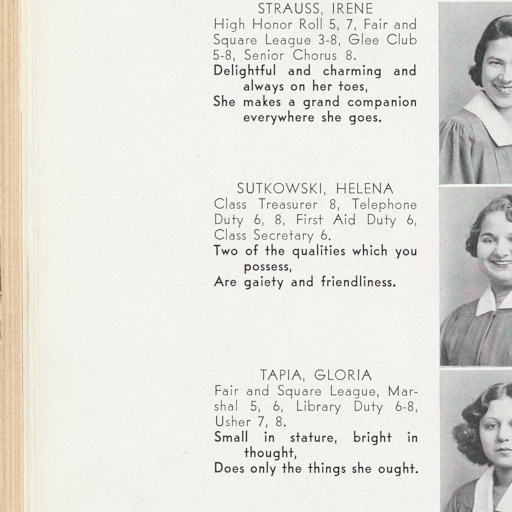 STRAUSS, IRENE
High Honor Roll 5, 7, Fair and
Square League 3-8, Glee Club
5-8, Senior Chorus 8.
Delightful and charming and
always on her toes,
She makes a grand companion
everywhere she goes.
SUTKOWSKI, HELENA
Class Treasurer 8, Telephone
Duty 6, 8, First Aid Duty 6,
Class Secretary 6.
Two of the qualities which you
possess,
Are gaiety and friendliness.
TAPIA, GLORIA
Fair and Square League, Mar-
shal 5, 6, Library Duty 6-8,
Usher 7, 8.
Small in stature, bright in
thought,
Does only the things she ought.